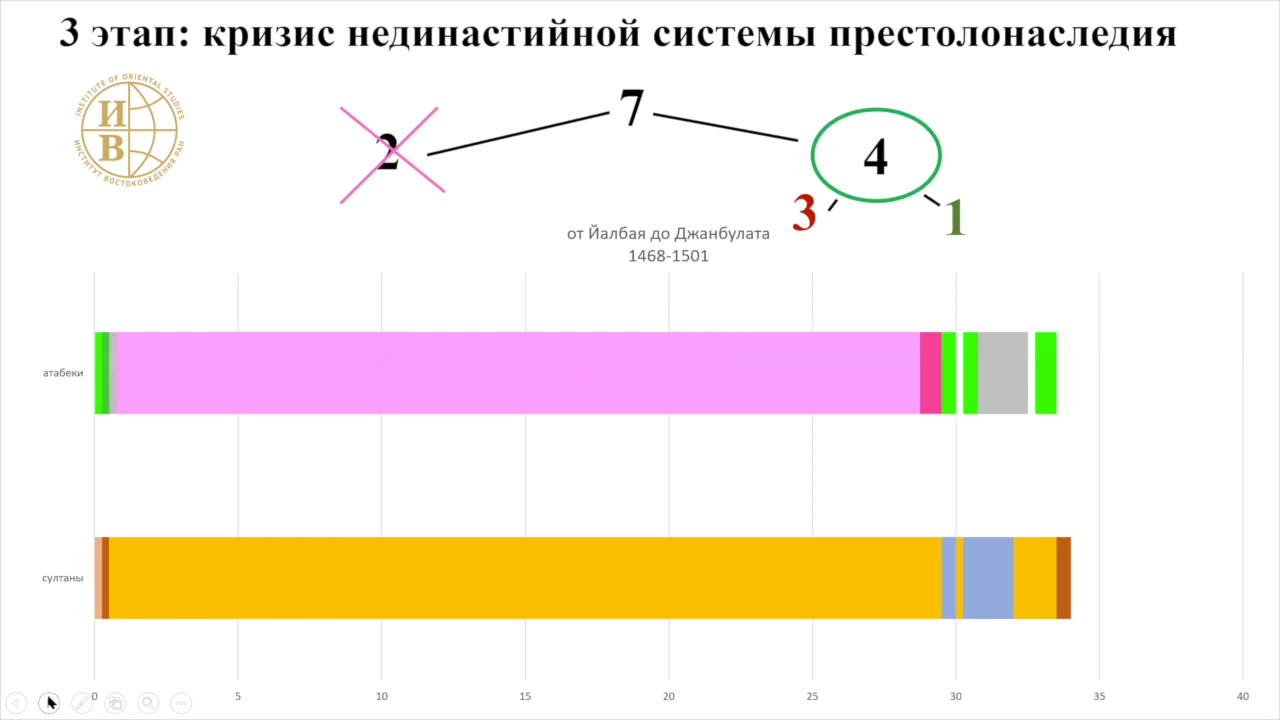 3 этап: кризис нединастийной системы престолонаследия
INSTITUTE OF ORIENTAL STUDIES
ИВ
ИНСТИТУТ ВОСТОКОВЕДЕНИЯ РАН
7
2
4
3
1
от Йалбая до Джанбулата
1468-1501
атабеки
султаны
0 5 10 15 20 25 30 35 40